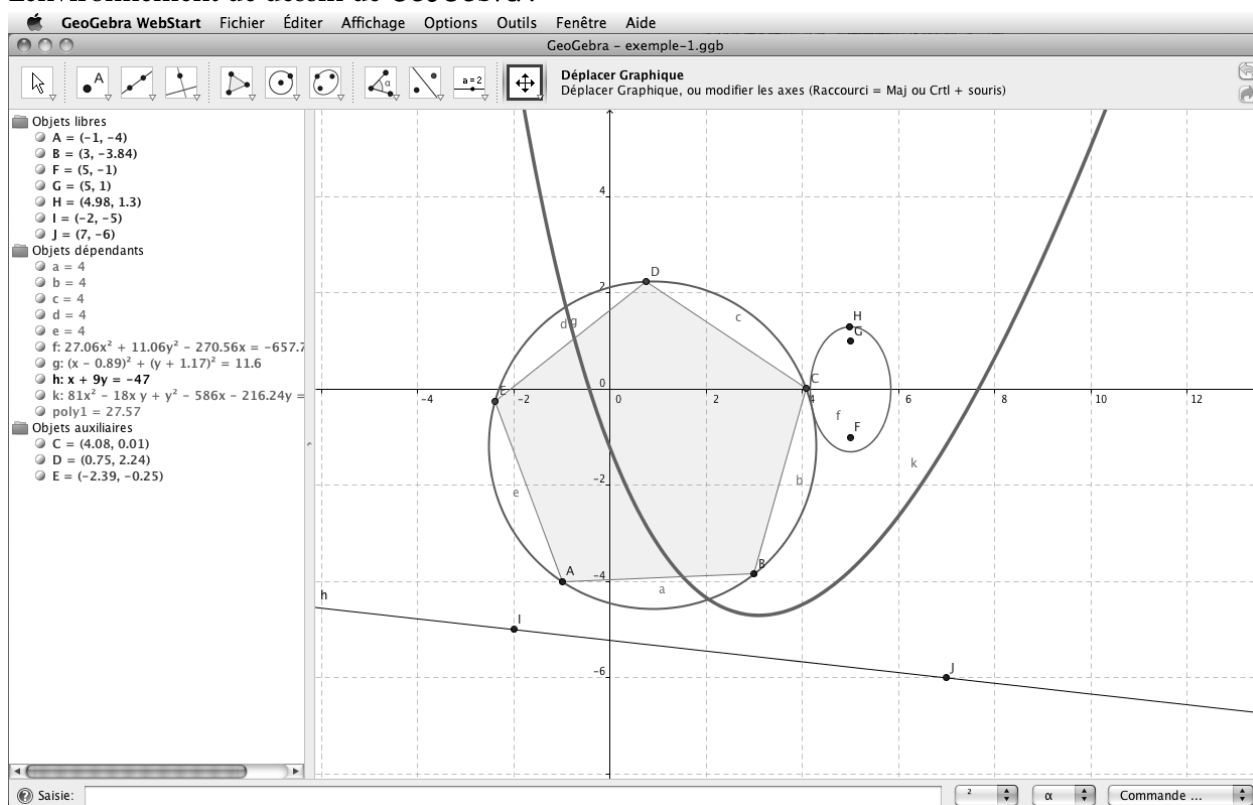 GeoGebra WebStart Fichier Éditer Affichage Options Outils Fenêtre Aide
GeoGebra – exemple-1.ggb
A
α
a=2
Déplacer Graphique
Déplacer Graphique, ou modifier les axes (Raccourci = Maj ou Crtl + souris)
Objets libres
A = (-1, -4)
B = (3, -3.84)
F = (5, -1)
G = (5, 1)
H = (4.98, 1.3)
I = (-2, -5)
J = (7, -6)
Objets dépendants
a = 4
b = 4
c = 4
d = 4
e = 4
f: 27.06x² + 11.06y² – 270.56x = –657.7
g: (x – 0.89)² + (y + 1.17)² = 11.6
h: x + 9y = –47
k: 81x² – 18x y + y² – 586x – 216.24y =
poly1 = 27.57
Objets auxiliaires
C = (4.08, 0.01)
D = (0.75, 2.24)
E = (-2.39, -0.25)
4
D
2
d g
c
H
G
E
0
C
-4 -2 0 2 4 6 8 10 12
f
F
k
-2
b
e
A
-4
B
a
h
I
-6
J
Saisie:
²
α
Commande ...